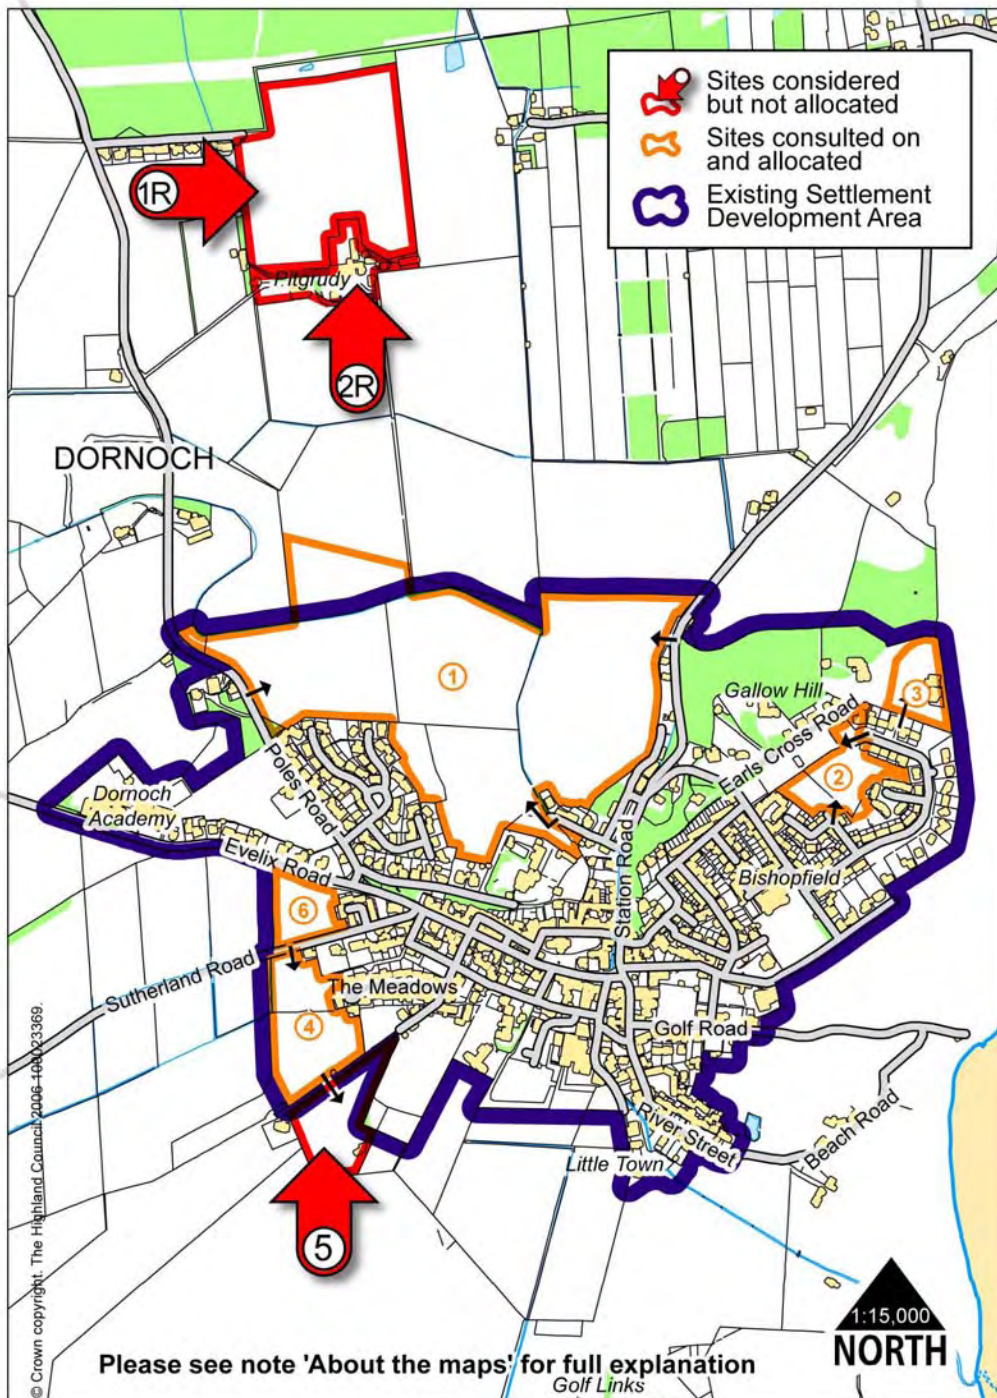 Sites considered
but not allocated
Sites consulted on
and allocated
Existing Settlement
Development Area
1R
Pitgrudy
2R
DORNOCH
1
Gallow Hill
3
Earls Cross Road
2
Poles Road
Dornoch
Academy
Evelix Road
Station Road
Bishopfield
6
Sutherland Road
The Meadows
4
Golf Road
River Street
Beach Road
Little Town
5
1:15,000
NORTH
Please see note 'About the maps' for full explanation
Golf Links
© Crown copyright. The Highland Council 2006 100023369.